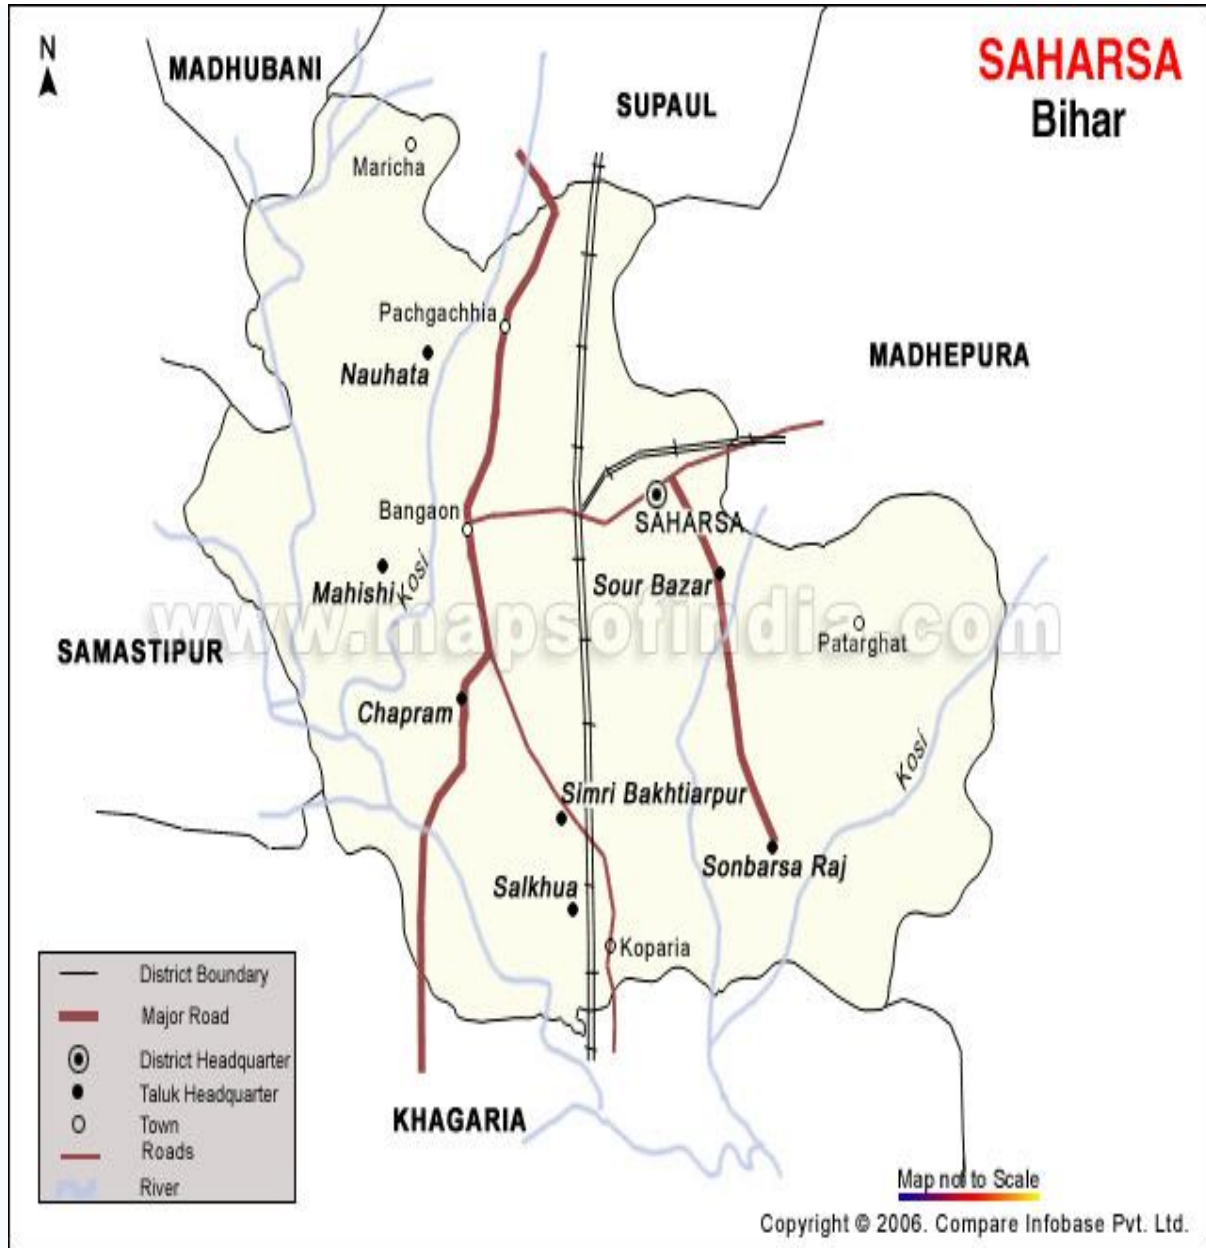 N
MADHUBANI
SAHARSA
Bihar
SUPAUL
Maricha
Pachgachhia
MADHEPURA
Nauhata
Bangaon
SAHARSA
Mahishi
Kosi
Sour Bazar
www.mapsofindia.com
Patarghat
SAMASTIPUR
Chapram
Kosi
Simri Bakhtiarpur
Sonbarsa Raj
Salkhua
Koparia
District Boundary
Major Road
District Headquarter
Taluk Headquarter
Town
Roads
River
KHAGARIA
Map not to Scale
Copyright © 2006. Compare Infobase Pvt. Ltd.